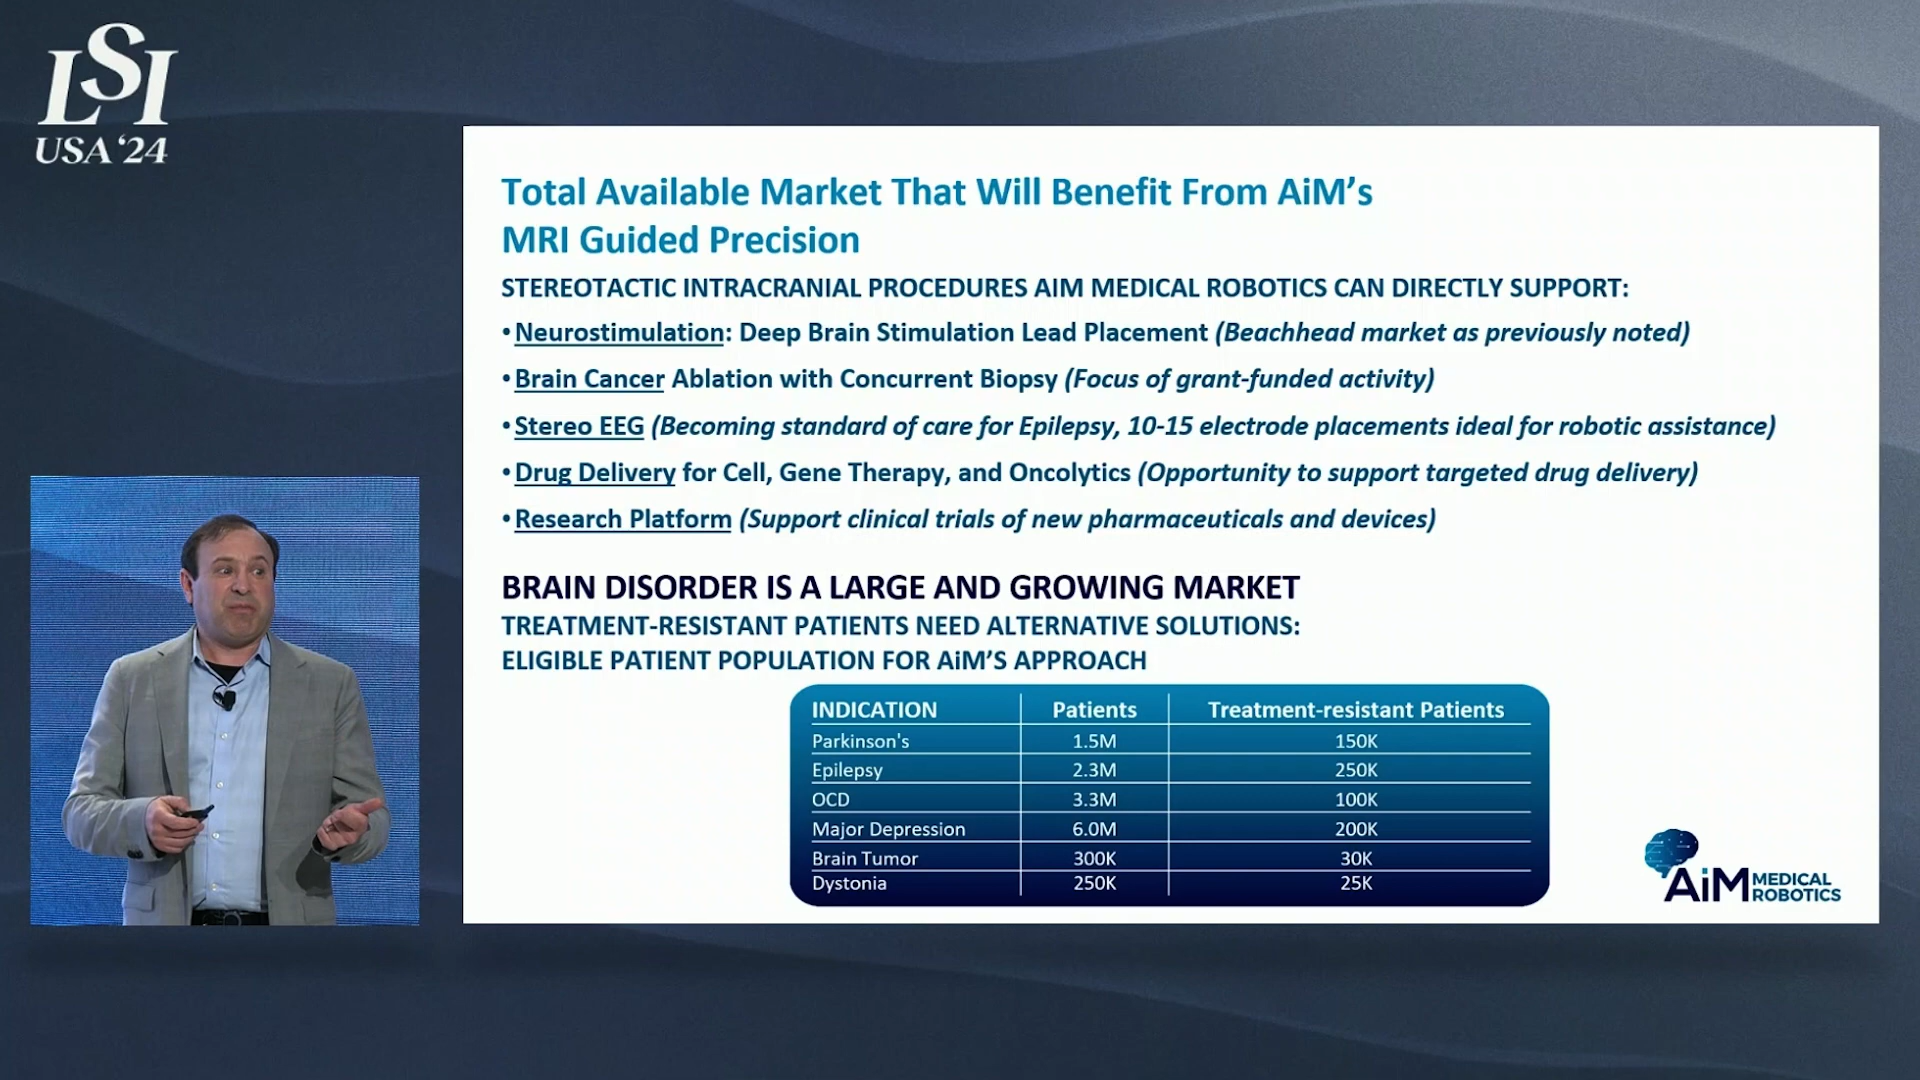 LSI
USA '24
Total Available Market That Will Benefit From AiM's
MRI Guided Precision
STEREOTACTIC INTRACRANIAL PROCEDURES AIM MEDICAL ROBOTICS CAN DIRECTLY SUPPORT:
•Neurostimulation: Deep Brain Stimulation Lead Placement (Beachhead market as previously noted)
•Brain Cancer Ablation with Concurrent Biopsy (Focus of grant-funded activity)
•Stereo EEG (Becoming standard of care for Epilepsy, 10-15 electrode placements ideal for robotic assistance)
•Drug Delivery for Cell, Gene Therapy, and Oncolytics (Opportunity to support targeted drug delivery)
•Research Platform (Support clinical trials of new pharmaceuticals and devices)
BRAIN DISORDER IS A LARGE AND GROWING MARKET
TREATMENT-RESISTANT PATIENTS NEED ALTERNATIVE SOLUTIONS:
ELIGIBLE PATIENT POPULATION FOR AiM'S APPROACH
INDICATION Patients Treatment-resistant Patients
Parkinson's 1.5M 150K
Epilepsy 2.3M 250K
OCD 3.3M 100K
Major Depression 6.0M 200K
Brain Tumor 300K 30K
Dystonia 250K 25K
AiM MEDICAL
ROBOTICS